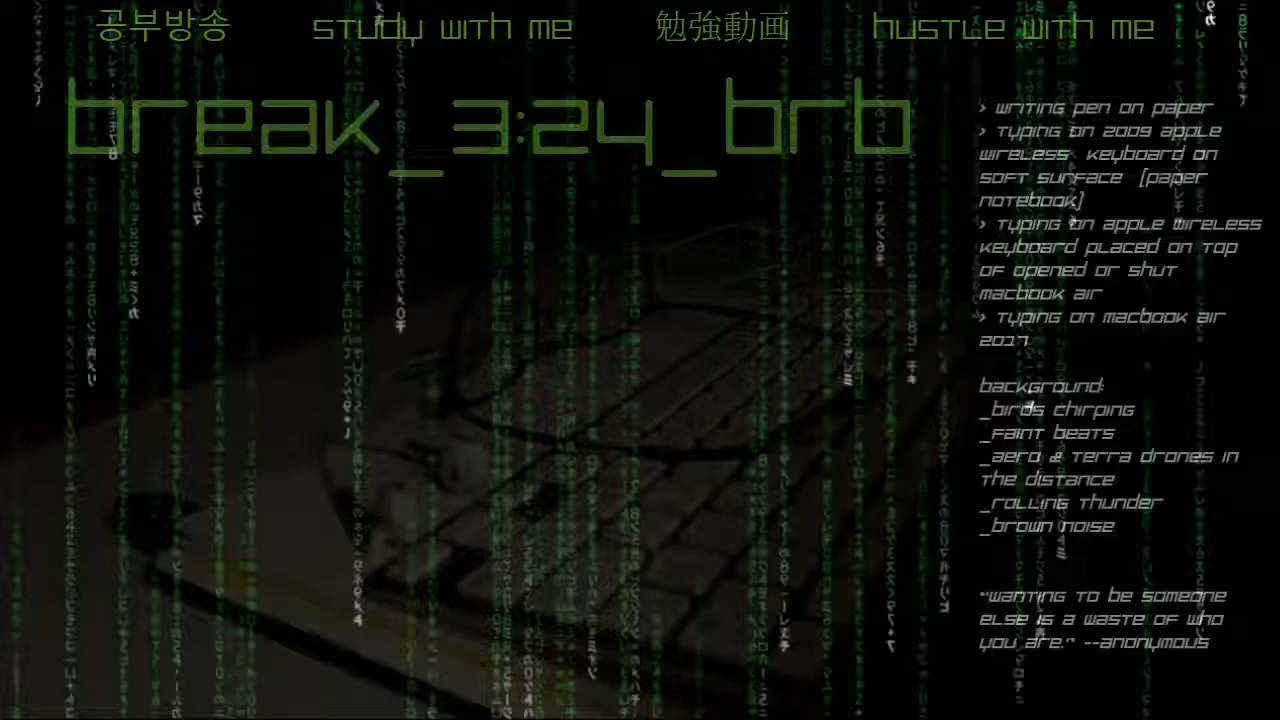 공부방송 study with me 勉強動画 hustle with me
break_3:24_brb
> writing pen on paper
> typing on 2009 apple
wireless keyboard on
soft surface [paper
notebook]
> typing on apple wireless
keyboard placed on top
of opened or shut
macbook air
> typing on macbook air
2017
background:
_birds chirping
_faint beats
_aero & terra drones in
the distance
_rolling thunder
_brown noise
"wanting to be someone
else is a waste of who
you are." --anonymous